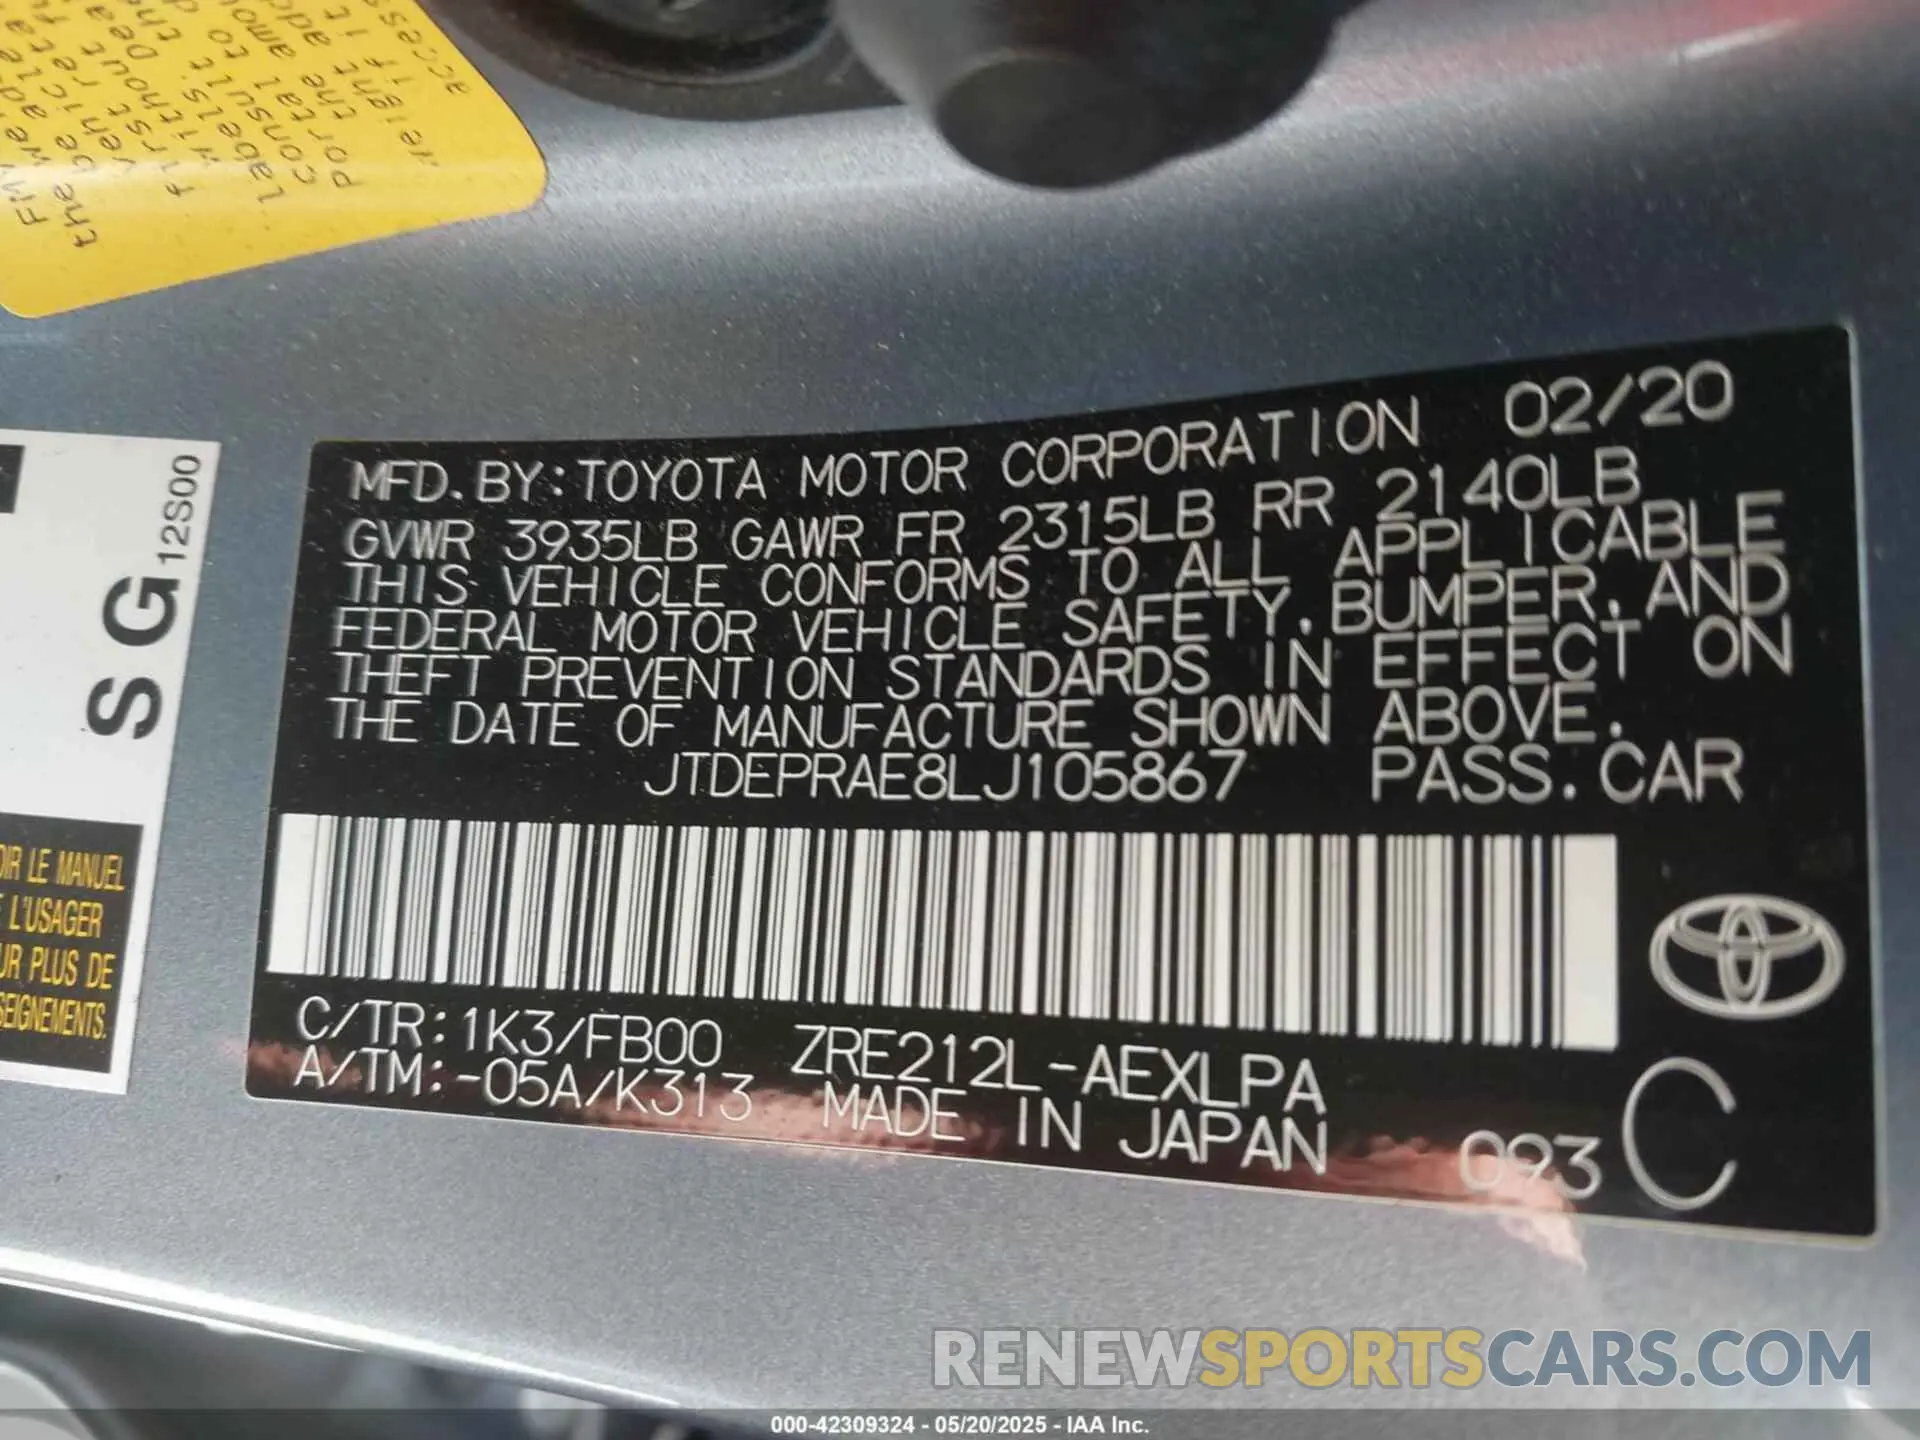 12S00
S G
OIR LE MANUEL
L'USAGER
UR PLUS DE
SEIGNEMENTS.
MFD. BY: TOYOTA MOTOR CORPORATION 02/20
GVWR 3935LB GAWR FR 2315LB RR 2140LB
THIS VEHICLE CONFORMS TO ALL APPLICABLE
FEDERAL MOTOR VEHICLE SAFETY, BUMPER, AND
THEFT PREVENTION STANDARDS IN EFFECT ON
THE DATE OF MANUFACTURE SHOWN ABOVE.
JTDEPRAE8LJ105867 PASS. CAR
C/TR: 1K3/FB00 ZRE212L-AEXLPA
A/TM: -05A/K313 MADE IN JAPAN
093 C
RENEWSPORTSCARS.COM
000-42309324 - 05/20/2025 - IAA Inc.